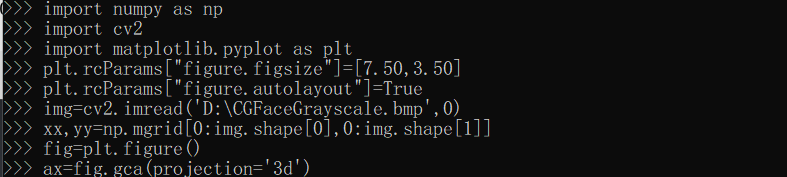 >>> import numpy as np
>>> import cv2
>>> import matplotlib.pyplot as plt
>>> plt.rcParams["figure.figsize"]=[7.50,3.50]
>>> plt.rcParams["figure.autolayout"]=True
>>> img=cv2.imread('D:\CGFaceGrayscale.bmp',0)
>>> xx,yy=np.mgrid[0:img.shape[0],0:img.shape[1]]
>>> fig=plt.figure()
>>> ax=fig.gca(projection='3d')